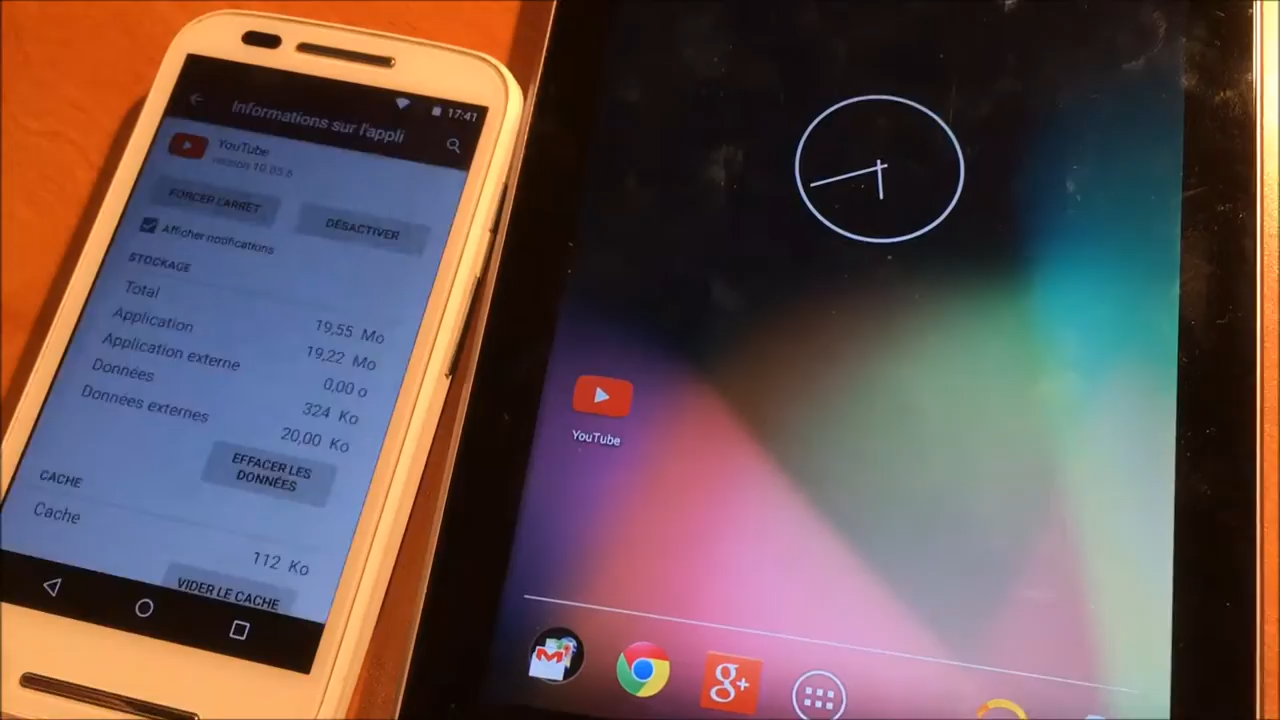 17:41
Informations sur l'appli
YouTube
version 10.05.6
FORCER L'ARRÊT
DÉSACTIVER
Afficher notifications
STOCKAGE
Total
19,55 Mo
Application
19,22 Mo
Application externe
0,00 o
Données
324 Ko
Données externes
20,00 Ko
EFFACER LES
DONNÉES
CACHE
Cache
112 Ko
VIDER LE CACHE
YouTube
g+